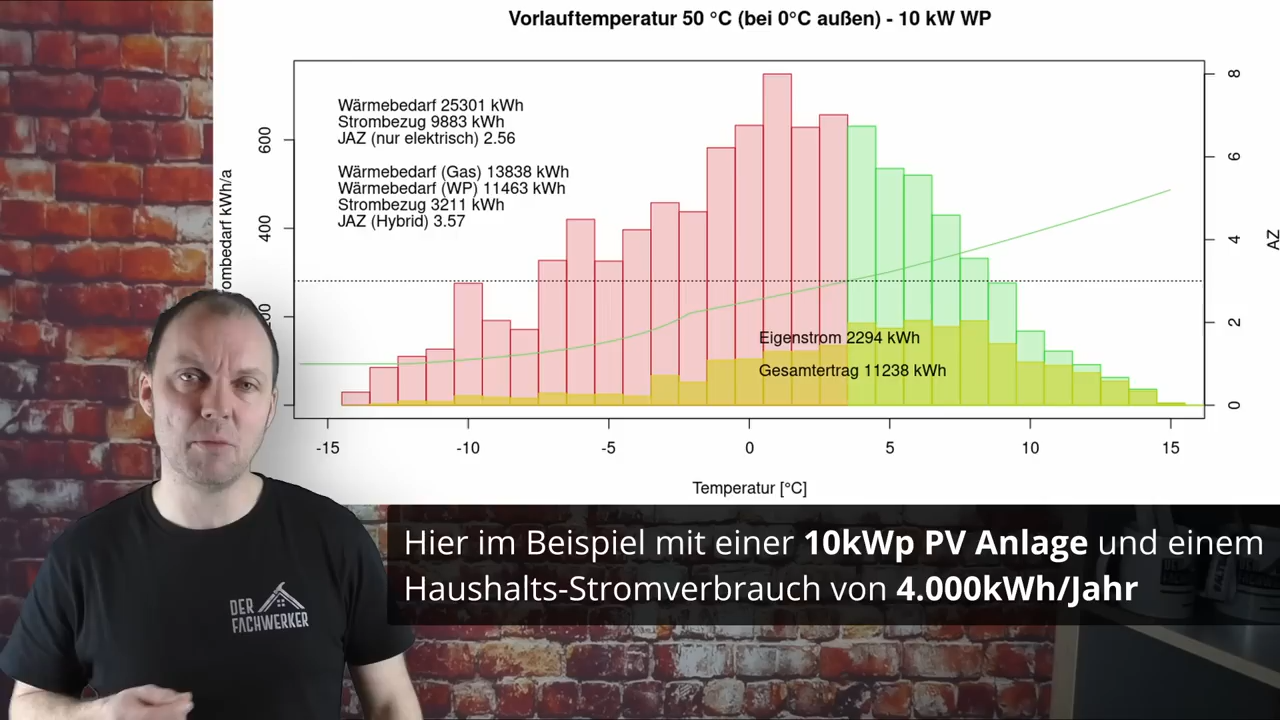 Vorlauftemperatur 50 °C (bei 0°C außen) - 10 kW WP
Wärmebedarf 25301 kWh
Strombezug 9883 kWh
JAZ (nur elektrisch) 2.56
Wärmebedarf (Gas) 13838 kWh
Wärmebedarf (WP) 11463 kWh
Strombezug 3211 kWh
JAZ (Hybrid) 3.57
Eigenstrom 2294 kWh
Gesamtertrag 11238 kWh
600
400
8
6
4
2
0
AZ
kWh/a
-15 -10 -5 0 5 10 15
Temperatur [°C]
Hier im Beispiel mit einer 10kWp PV Anlage und einem
Haushalts-Stromverbrauch von 4.000kWh/Jahr
DER
FACHWERKER